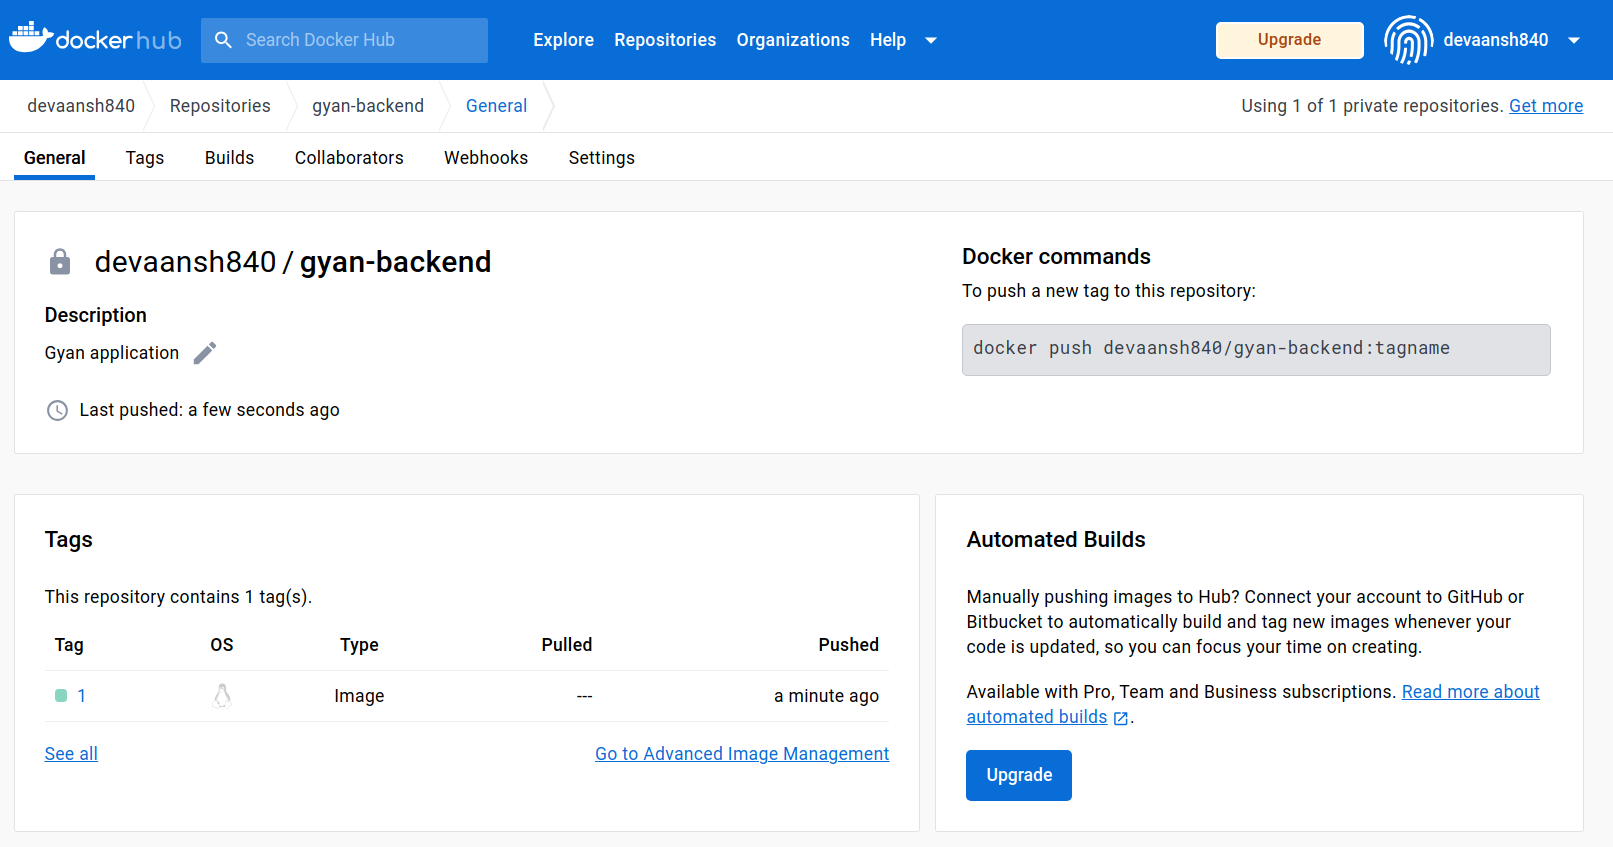 docker hub
Search Docker Hub
Explore Repositories Organizations Help
Upgrade
devaansh840
devaansh840 Repositories gyan-backend General
Using 1 of 1 private repositories. Get more
General Tags Builds Collaborators Webhooks Settings
devaansh840 / gyan-backend
Description
Gyan application
Last pushed: a few seconds ago
Docker commands
To push a new tag to this repository:
docker push devaansh840/gyan-backend:tagname
Tags
This repository contains 1 tag(s).
Tag OS Type Pulled Pushed
1 Image --- a minute ago
See all
Go to Advanced Image Management
Automated Builds
Manually pushing images to Hub? Connect your account to GitHub or
Bitbucket to automatically build and tag new images whenever your
code is updated, so you can focus your time on creating.
Available with Pro, Team and Business subscriptions. Read more about
automated builds .
Upgrade